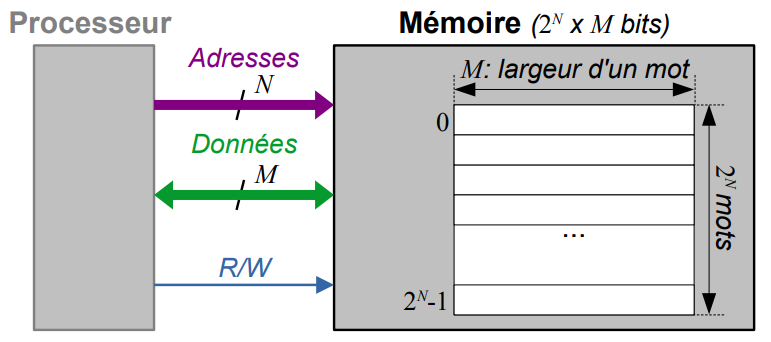 Processeur
Mémoire (2^N x M bits)
Adresses
N
M: largeur d'un mot
0
Données
M
2^N mots
...
R/W
2^N-1